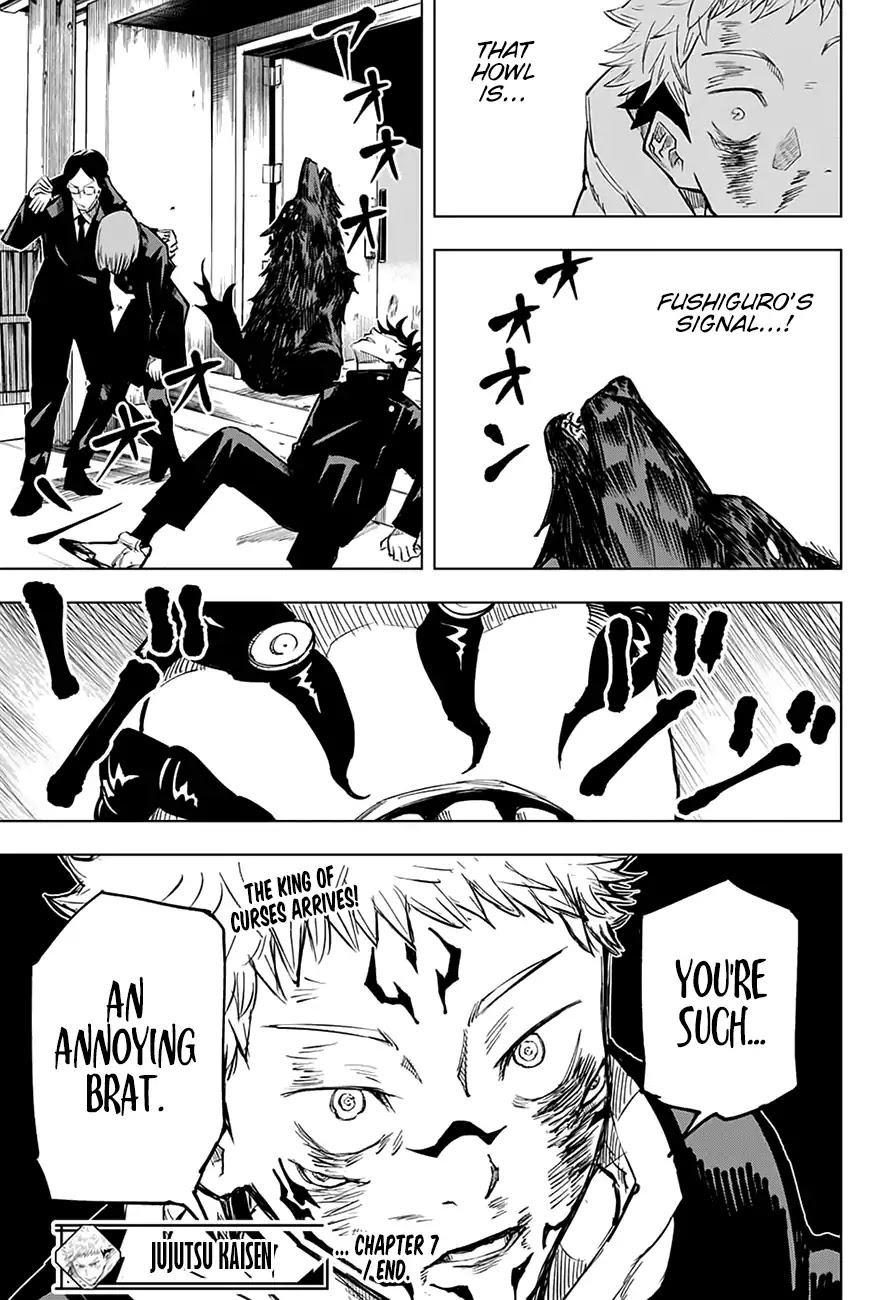 THAT
HOWL
IS...
FUSHIGURO'S
SIGNAL...!
オオン
アオオオオオ
YOU'RE
SUCH...
THE KING OF
CURSES ARRIVES!
AN
ANNOYING
BRAT.
JUJUTSU KAISEN
... CHAPTER 7
/ END.